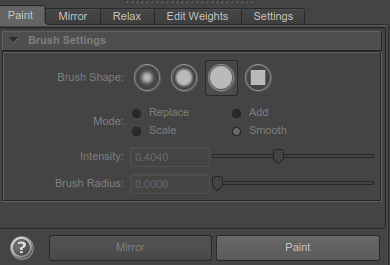 Paint Mirror Relax Edit Weights Settings
Brush Settings
Brush Shape:
Mode: Replace Add
Scale Smooth
Intensity: 0.4040
Brush Radius: 0.0000
? Mirror Paint